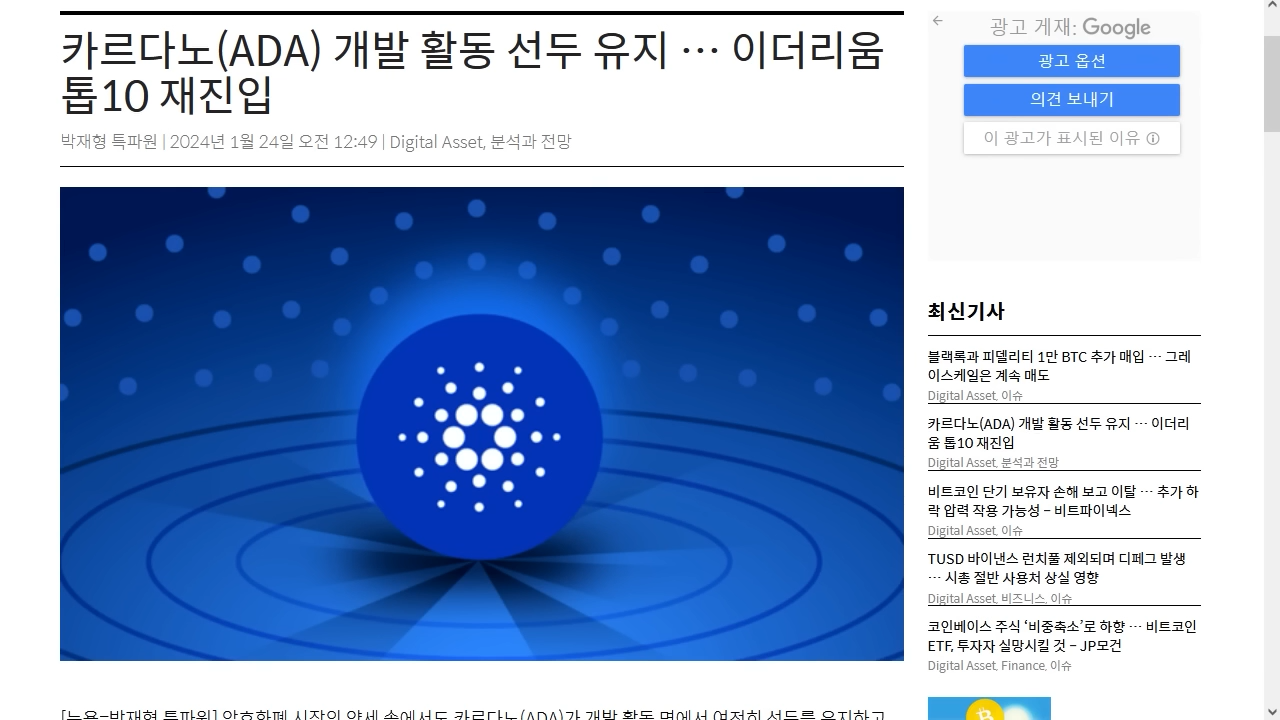 카르다노(ADA) 개발 활동 선두 유지 … 이더리움
톱10 재진입
박재형 특파원 | 2024년 1월 24일 오전 12:49 | Digital Asset, 분석과 전망
[뉴욕=박재형 특파원] 암호화폐 시장의 약세 속에서도 카르다노(ADA)가 개발 활동 면에서 여전히 선두를 유지하고
광고 게재: Google
광고 옵션
의견 보내기
이 광고가 표시된 이유
최신기사
블랙록과 피델리티 1만 BTC 추가 매입 … 그레
이스케일은 계속 매도
Digital Asset, 이슈
카르다노(ADA) 개발 활동 선두 유지 … 이더리
움 톱10 재진입
Digital Asset, 분석과 전망
비트코인 단기 보유자 손해 보고 이탈 … 추가 하
락 압력 작용 가능성 – 비트파이넥스
Digital Asset, 이슈
TUSD 바이낸스 런치풀 제외되며 디페그 발생
… 시총 절반 사용처 상실 영향
Digital Asset, 비즈니스, 이슈
코인베이스 주식 ‘비중축소’로 하향 … 비트코인
ETF, 투자자 실망시킬 것 – JP모건
Digital Asset, Finance, 이슈